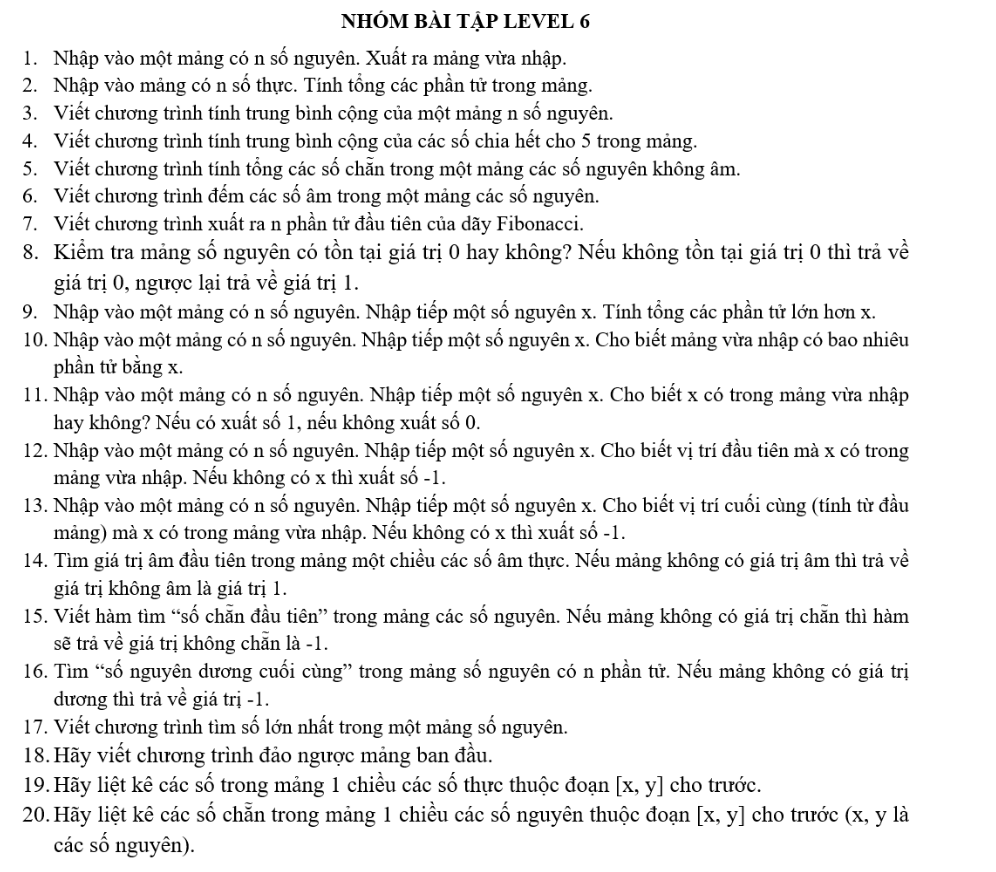 NHÓM BÀI TẬP LEVEL 6
1. Nhập vào một mảng có n số nguyên. Xuất ra mảng vừa nhập.
2. Nhập vào mảng có n số thực. Tính tổng các phần tử trong mảng.
3. Viết chương trình tính trung bình cộng của một mảng n số nguyên.
4. Viết chương trình tính trung bình cộng của các số chia hết cho 5 trong mảng.
5. Viết chương trình tính tổng các số chẵn trong một mảng các số nguyên không âm.
6. Viết chương trình đếm các số âm trong một mảng các số nguyên.
7. Viết chương trình xuất ra n phần tử đầu tiên của dãy Fibonacci.
8. Kiểm tra mảng số nguyên có tồn tại giá trị 0 hay không? Nếu không tồn tại giá trị 0 thì trả về
giá trị 0, ngược lại trả về giá trị 1.
9. Nhập vào một mảng có n số nguyên. Nhập tiếp một số nguyên x. Tính tổng các phần tử lớn hơn x.
10. Nhập vào một mảng có n số nguyên. Nhập tiếp một số nguyên x. Cho biết mảng vừa nhập có bao nhiêu
phần tử bằng x.
11. Nhập vào một mảng có n số nguyên. Nhập tiếp một số nguyên x. Cho biết x có trong mảng vừa nhập
hay không? Nếu có xuất số 1, nếu không xuất số 0.
12. Nhập vào một mảng có n số nguyên. Nhập tiếp một số nguyên x. Cho biết vị trí đầu tiên mà x có trong
mảng vừa nhập. Nếu không có x thì xuất số -1.
13. Nhập vào một mảng có n số nguyên. Nhập tiếp một số nguyên x. Cho biết vị trí cuối cùng (tính từ đầu
mảng) mà x có trong mảng vừa nhập. Nếu không có x thì xuất số -1.
14. Tìm giá trị âm đầu tiên trong mảng một chiều các số âm thực. Nếu mảng không có giá trị âm thì trả về
giá trị không âm là giá trị 1.
15. Viết hàm tìm “số chẵn đầu tiên” trong mảng các số nguyên. Nếu mảng không có giá trị chẵn thì hàm
sẽ trả về giá trị không chẵn là -1.
16. Tìm “số nguyên dương cuối cùng” trong mảng số nguyên có n phần tử. Nếu mảng không có giá trị
dương thì trả về giá trị -1.
17. Viết chương trình tìm số lớn nhất trong một mảng số nguyên.
18. Hãy viết chương trình đảo ngược mảng ban đầu.
19. Hãy liệt kê các số trong mảng 1 chiều các số thực thuộc đoạn [x, y] cho trước.
20. Hãy liệt kê các số chẵn trong mảng 1 chiều các số nguyên thuộc đoạn [x, y] cho trước (x, y là
các số nguyên).